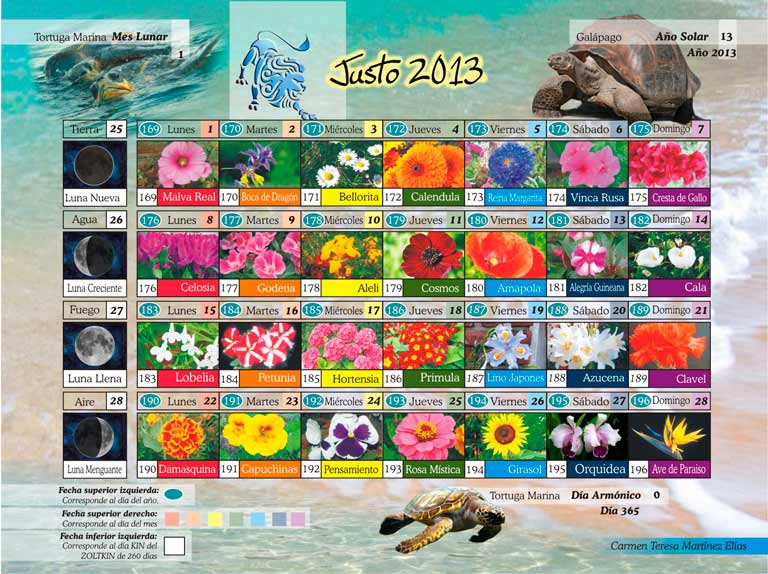 Tortuga Marina Mes Lunar
1
Justo 2013
Galápago Año Solar 13
Año 2013
Tierra 25 169 Lunes 1 170 Martes 2 171 Miércoles 3 172 Jueves 4 173 Viernes 5 174 Sábado 6 175 Domingo 7
Luna Nueva 169 Malva Real 170 Boca de Dragón 171 Bellorita 172 Calendula 173 Reina Margarita 174 Vinca Rusa 175 Cresta de Gallo
Agua 26 176 Lunes 8 177 Martes 9 178 Miércoles 10 179 Jueves 11 180 Viernes 12 181 Sábado 13 182 Domingo 14
Luna Creciente 176 Celosia 177 Godetia 178 Aleli 179 Cosmos 180 Amapola 181 Alegría Guineana 182 Cala
Fuego 27 183 Lunes 15 184 Martes 16 185 Miércoles 17 186 Jueves 18 187 Viernes 19 188 Sábado 20 189 Domingo 21
Luna Llena 183 Lobelia 184 Petunia 185 Hortensia 186 Primula 187 Lirio Japones 188 Azucena 189 Clavel
Aire 28 190 Lunes 22 191 Martes 23 192 Miércoles 24 193 Jueves 25 194 Viernes 26 195 Sábado 27 196 Domingo 28
Luna Menguante 190 Damasquina 191 Capuchinas 192 Pensamiento 193 Rosa Mística 194 Girasol 195 Orquidea 196 Ave de Paraiso
Fecha superior izquierda:
Corresponde al día del año.
Fecha superior derecho:
Corresponde al día del mes
Fecha inferior izquierda:
Corresponde al día KIN del
ZOLTKIN de 260 días
Tortuga Marina Día Armónico 0
Día 365
Carmen Teresa Martínez Elías